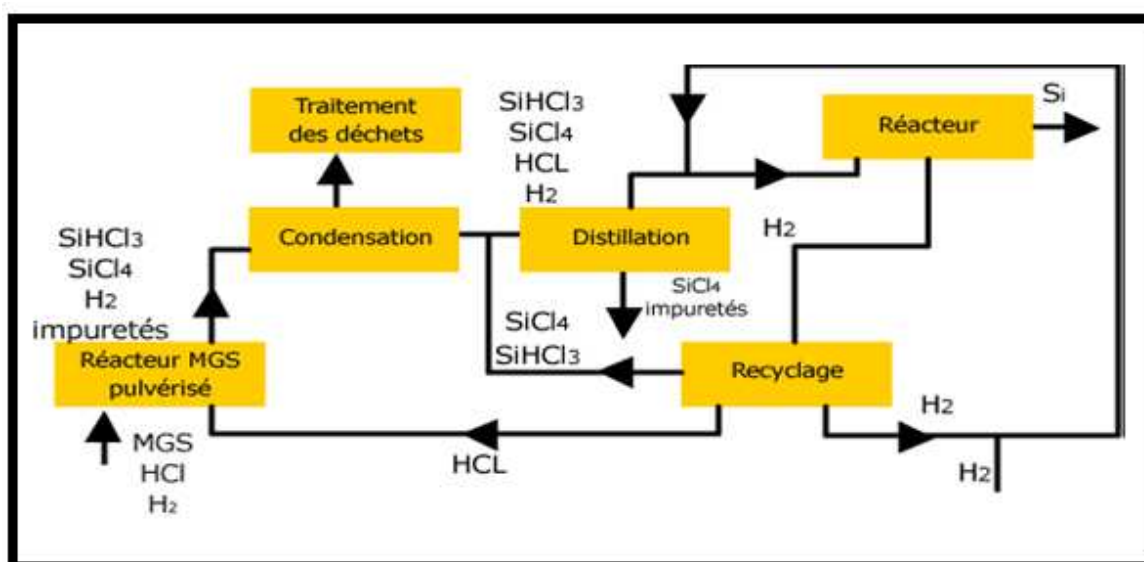 Traitement
des déchets
SiHCl3
SiCl4
HCL
H2
Si
Réacteur
Condensation
Distillation
H2
SiHCl3
SiCl4
H2
impuretés
SiCl4
impuretés
SiCl4
SiHCl3
Réacteur MGS
pulvérisé
Recyclage
H2
MGS
HCl
H2
HCL
H2